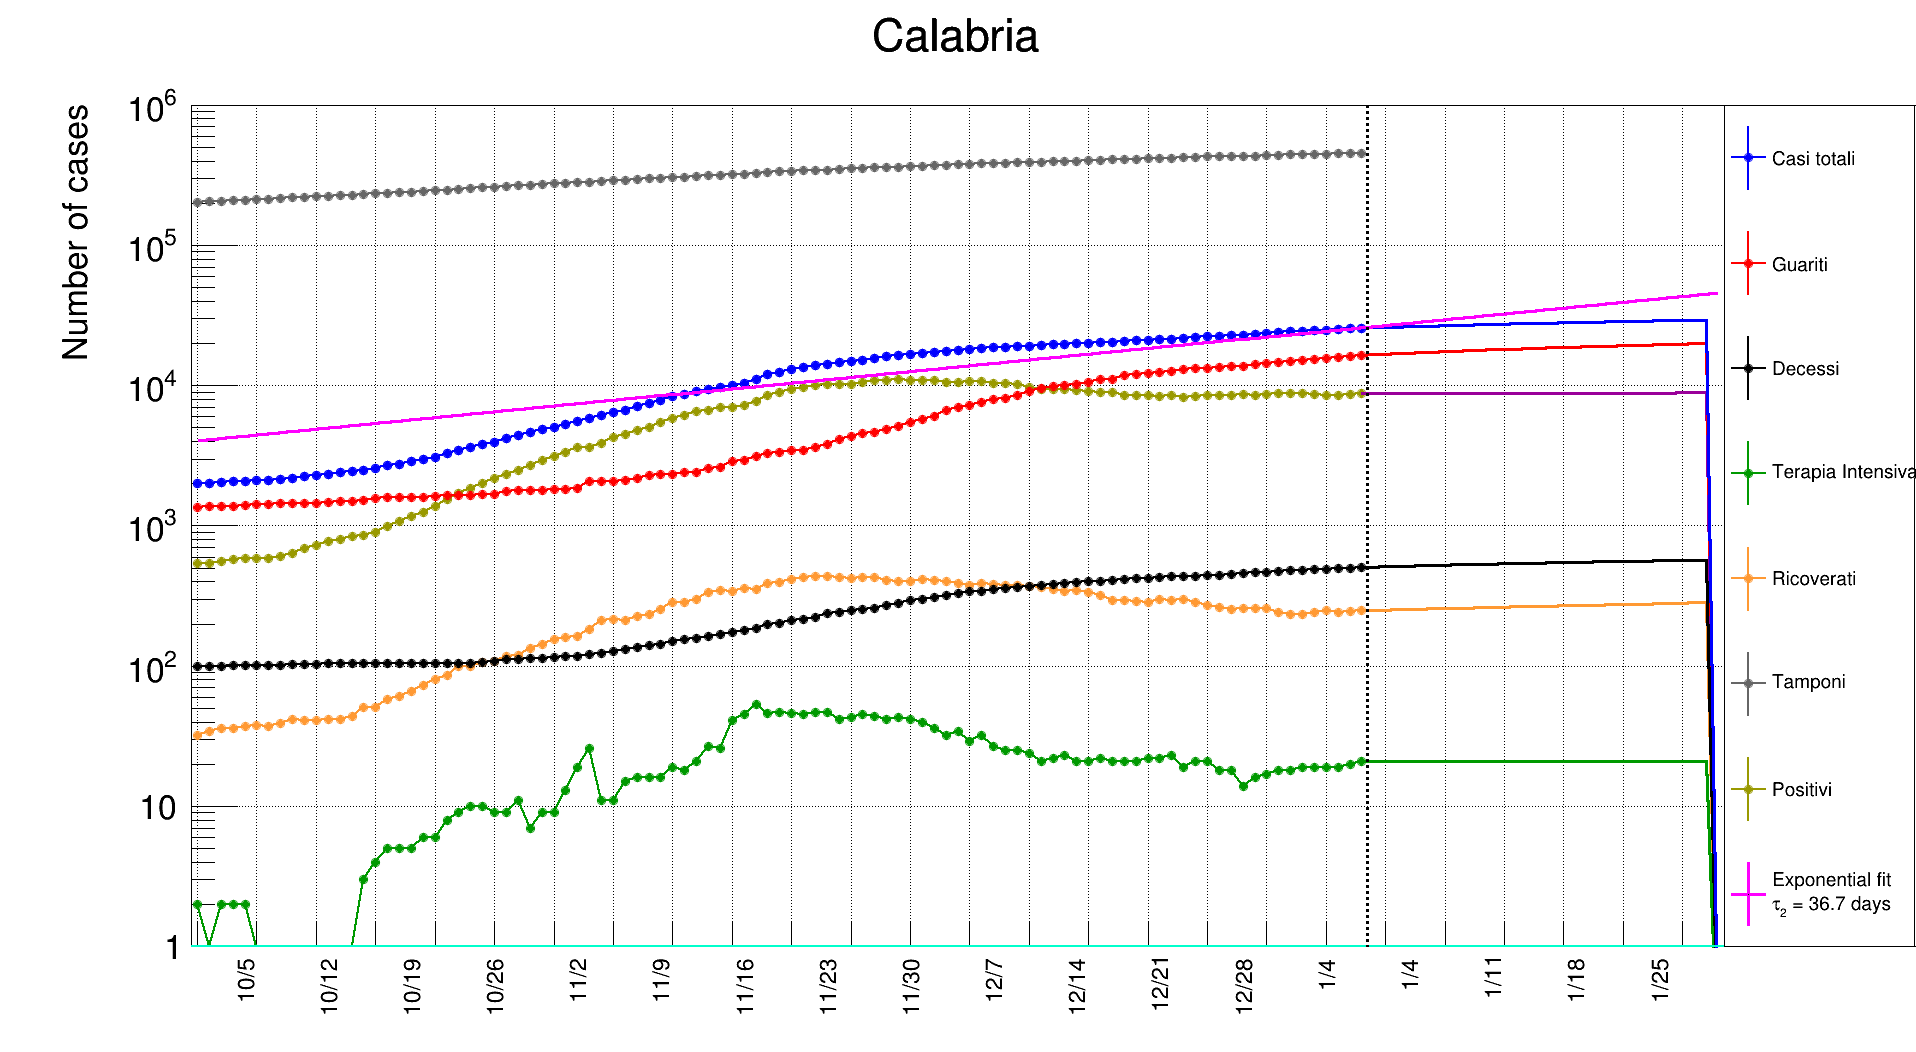 Calabria
Number of cases
10^6
10^5
10^4
10^3
10^2
10
1
10/5
10/12
10/19
10/26
11/2
11/9
11/16
11/23
11/30
12/7
12/14
12/21
12/28
1/4
1/4
1/11
1/18
1/25
Casi totali
Guariti
Decessi
Terapia Intensiva
Ricoverati
Tamponi
Positivi
Exponential fit
τ_2 = 36.7 days